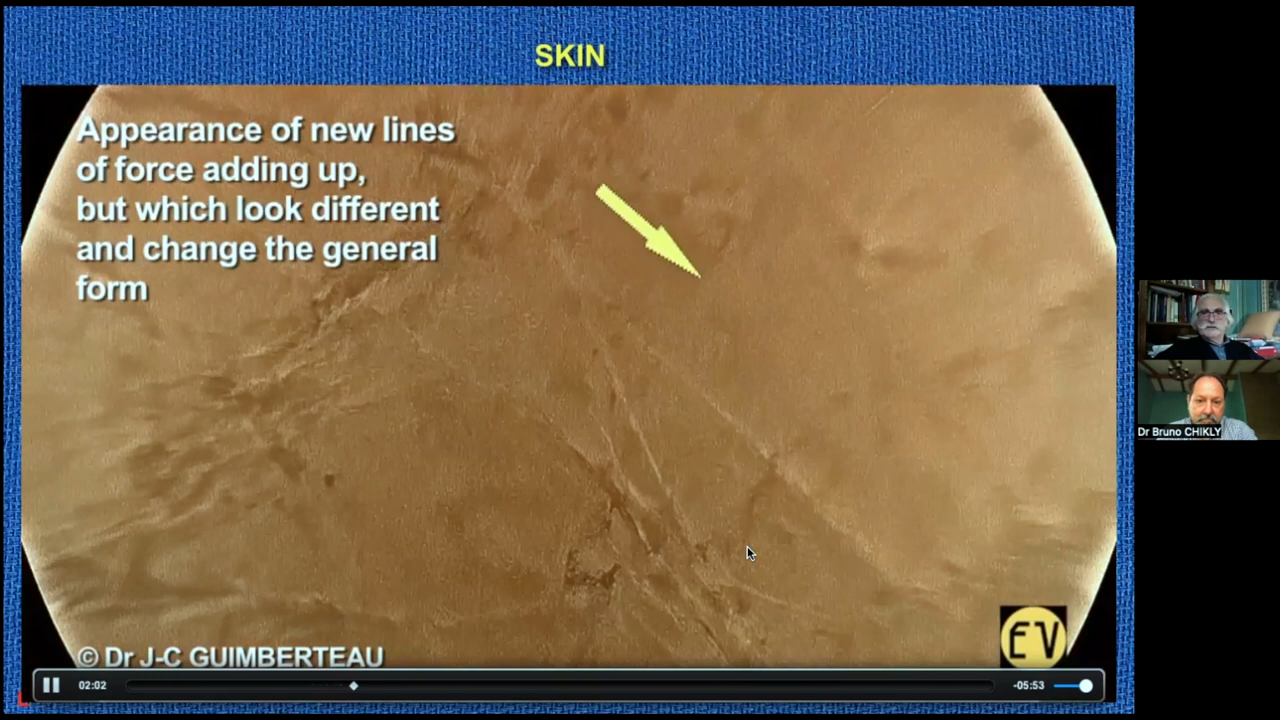 SKIN
Appearance of new lines
of force adding up,
but which look different
and change the general
form
© Dr J-C GUIMBERTEAU
EV
02:02
-05:53
Dr Bruno CHIKLY